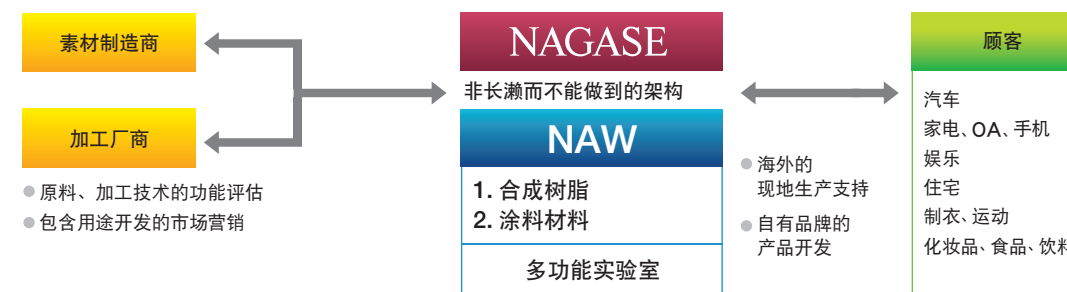 素材制造商
加工厂商
● 原料、加工技术的功能评估
● 包含用途开发的市场营销
NAGASE
非长濑而不能做到的架构
NAW
1. 合成树脂
2. 涂料材料
多功能实验室
● 海外的
现地生产支持
● 自有品牌的
产品开发
顾客
汽车
家电、OA、手机
娱乐
住宅
制衣、运动
化妆品、食品、饮料